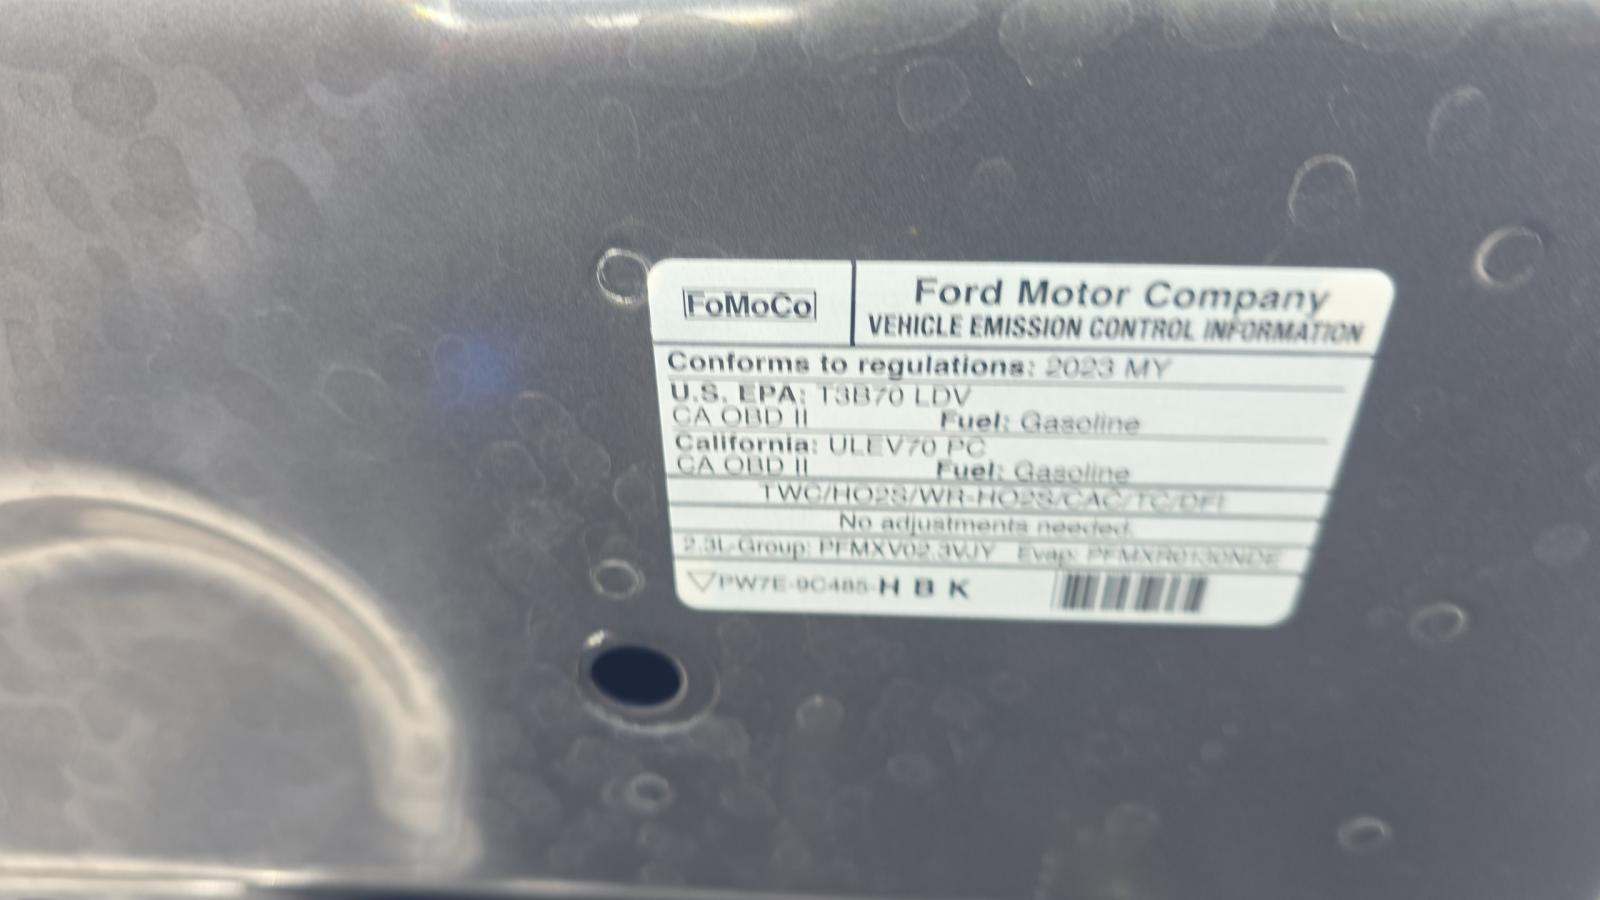 FoMoCo
Ford Motor Company
VEHICLE EMISSION CONTROL INFORMATION
Conforms to regulations: 2023 MY
U.S. EPA: T3B70 LDV
CA OBD II Fuel: Gasoline
California: ULEV70 PC
CA OBD II Fuel: Gasoline
TWC/HO2S/WR-HO2S/CAC/TC/DFI
No adjustments needed.
2.3L-Group: PFMXV02.3VJY Evap: PFMXR0130NDE
PW7E-9C485-H B K